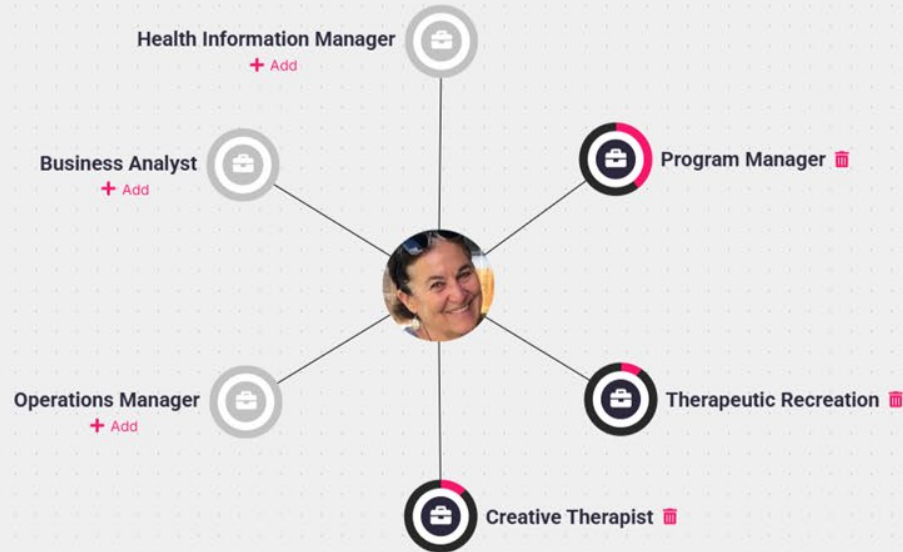 Health Information Manager
+ Add
Business Analyst
+ Add
Program Manager
Operations Manager
+ Add
Therapeutic Recreation
Creative Therapist